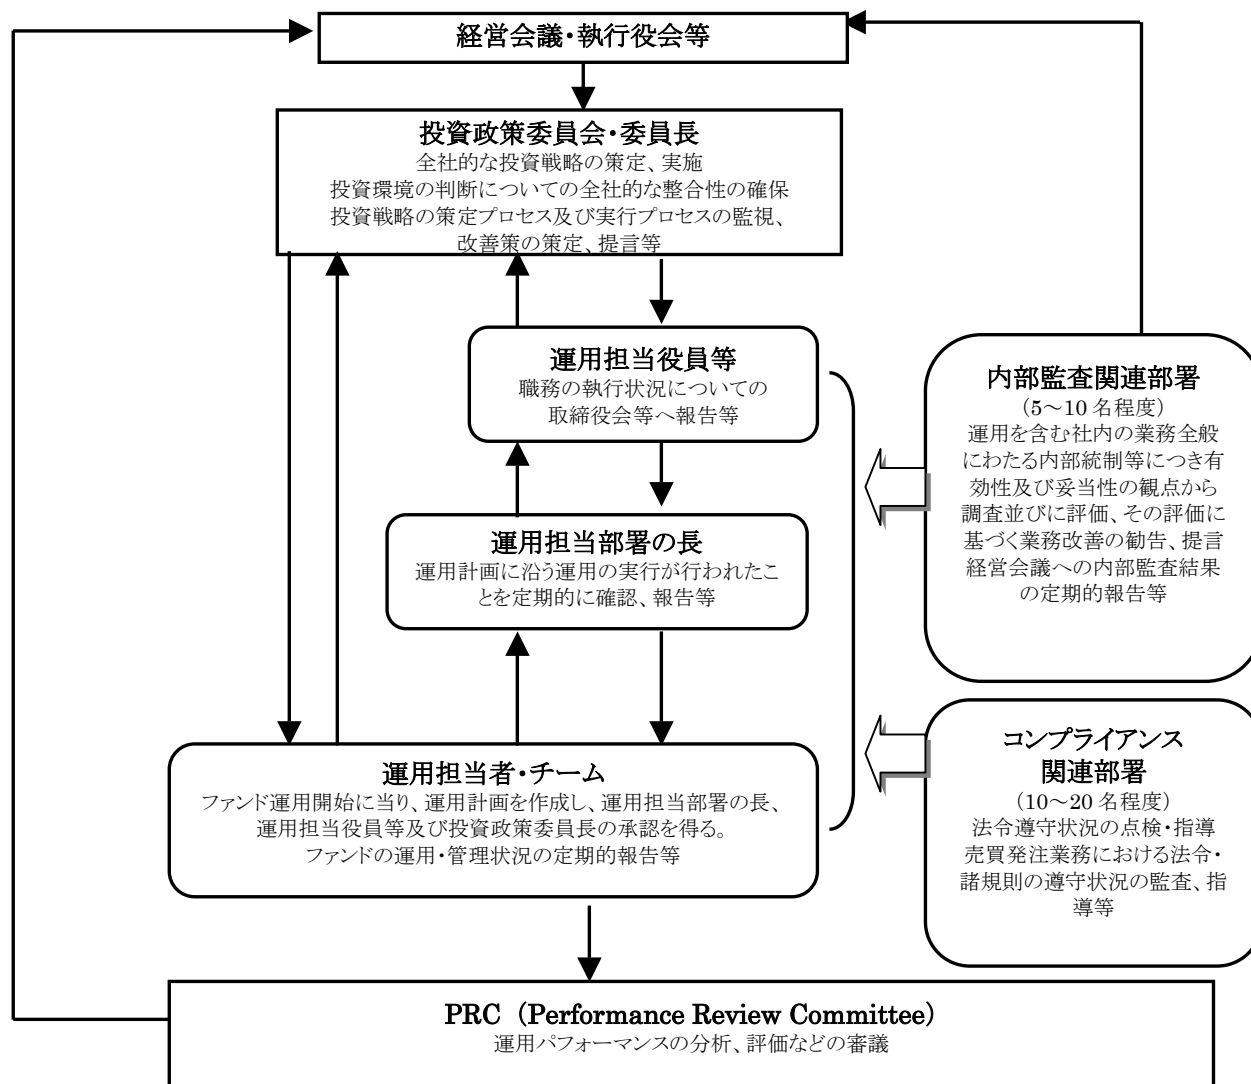 経営会議・執行役会等
投資政策委員会・委員長
全社的な投資戦略の策定、実施
投資環境の判断についての全社的な整合性の確保
投資戦略の策定プロセス及び実行プロセスの監視、
改善策の策定、提言等
運用担当役員等
職務の執行状況についての
取締役会等へ報告等
運用担当部署の長
運用計画に沿う運用の実行が行われたこ
とを定期的に確認、報告等
運用担当者・チーム
ファンド運用開始に当り、運用計画を作成し、運用担当部署の長、
運用担当役員等及び投資政策委員長の承認を得る。
ファンドの運用・管理状況の定期的報告等
内部監査関連部署
(5～10 名程度)
運用を含む社内の業務全般
にわたる内部統制等につき有
効性及び妥当性の観点から
調査並びに評価、その評価に
基づく業務改善の勧告、提言
経営会議への内部監査結果
の定期的報告等
コンプライアンス
関連部署
(10～20 名程度)
法令遵守状況の点検・指導
売買発注業務における法令・
諸規則の遵守状況の監査、指
導等
PRC (Performance Review Committee)
運用パフォーマンスの分析、評価などの審議